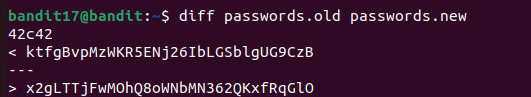 bandit17@bandit:~$ diff passwords.old passwords.new
42c42
< ktfgBvpMzWKR5ENj26IbLGSblgUG9CzB
---
> x2gLTTjFwMOhQ8oWNbMN362QKxfRqGlO